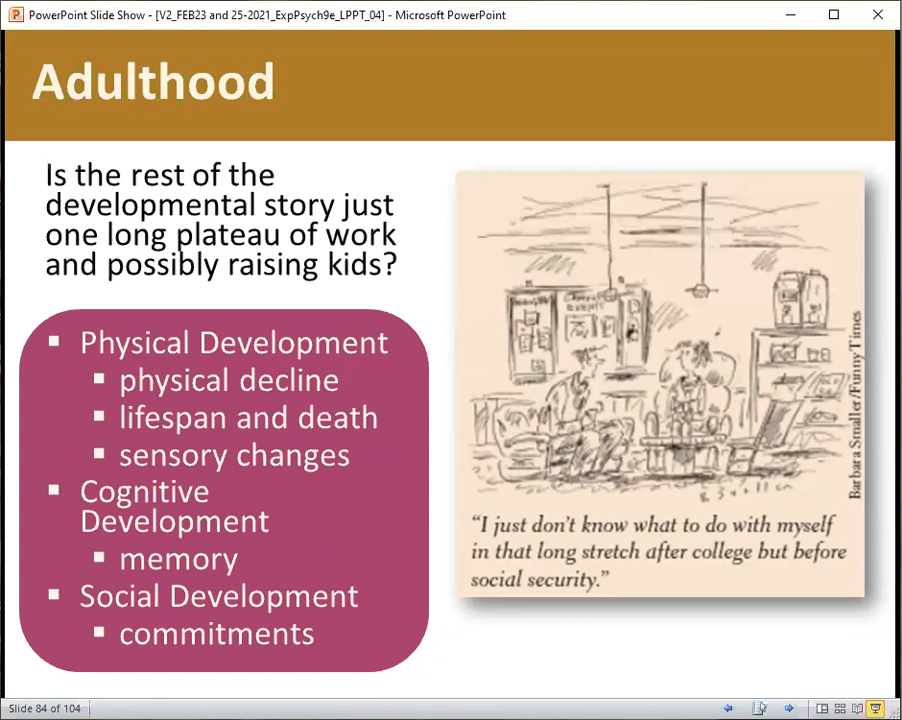 PowerPoint Slide Show - [V2_FEB23 and 25-2021_ExpPsych9e_LPPT_04] - Microsoft PowerPoint
Adulthood
Is the rest of the
developmental story just
one long plateau of work
and possibly raising kids?
▪ Physical Development
▪ physical decline
▪ lifespan and death
▪ sensory changes
▪ Cognitive
Development
▪ memory
▪ Social Development
▪ commitments
Barbara Smaller/FunnyTimes
“I just don’t know what to do with myself
in that long stretch after college but before
social security.”
Slide 84 of 104